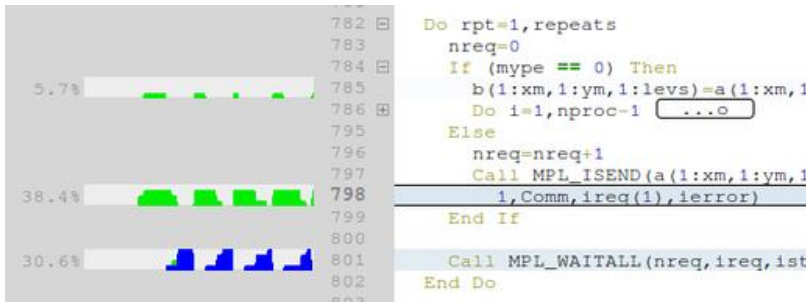 782 Do rpt=1,repeats
783 nreq=0
784 If (mype == 0) Then
5.7% 785 b(1:xm,1:ym,1:levs)=a(1:xm,1
786 Do i=1,nproc-1 ...o
795 Else
796 nreq=nreq+1
797 Call MPL_ISEND(a(1:xm,1:ym,1
38.4% 798 1,Comm,ireq(1),ierror)
799 End If
800
30.6% 801 Call MPL_WAITALL(nreq,ireq,ist
802 End Do